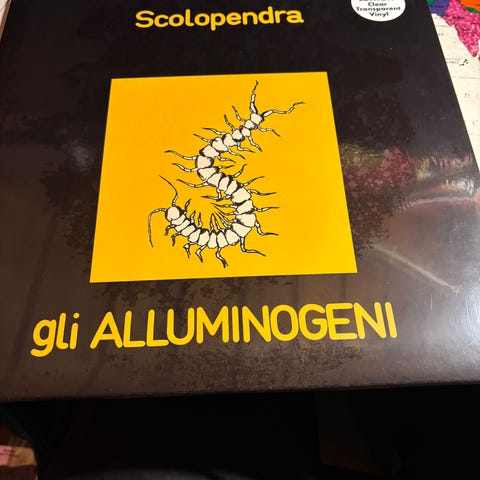 Scolopendra
Clear
Transparent
Vinyl
gli ALLUMINOGENI